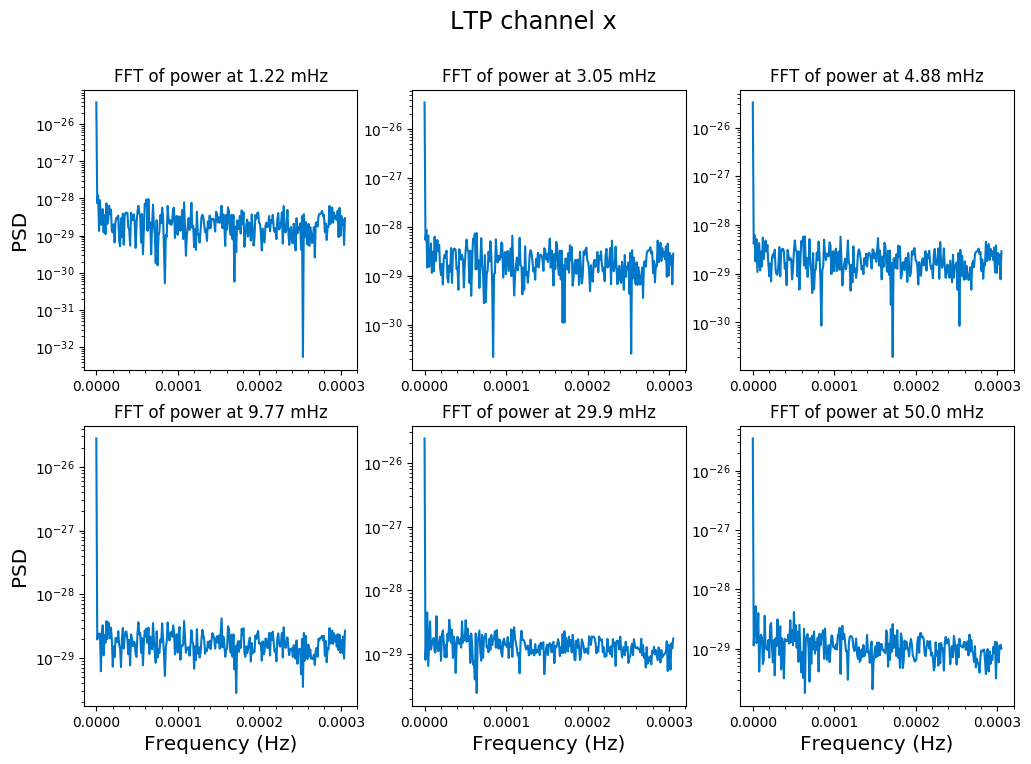 LTP channel x
FFT of power at 1.22 mHz
FFT of power at 3.05 mHz
FFT of power at 4.88 mHz
PSD
10⁻²⁶
10⁻²⁷
10⁻²⁸
10⁻²⁹
10⁻³⁰
10⁻³¹
10⁻³²
0.0000 0.0001 0.0002 0.0003
10⁻²⁶
10⁻²⁷
10⁻²⁸
10⁻²⁹
10⁻³⁰
0.0000 0.0001 0.0002 0.0003
10⁻²⁶
10⁻²⁷
10⁻²⁸
10⁻²⁹
10⁻³⁰
0.0000 0.0001 0.0002 0.0003
FFT of power at 9.77 mHz
FFT of power at 29.9 mHz
FFT of power at 50.0 mHz
PSD
10⁻²⁶
10⁻²⁷
10⁻²⁸
10⁻²⁹
0.0000 0.0001 0.0002 0.0003
Frequency (Hz)
10⁻²⁶
10⁻²⁷
10⁻²⁸
10⁻²⁹
0.0000 0.0001 0.0002 0.0003
Frequency (Hz)
10⁻²⁶
10⁻²⁷
10⁻²⁸
10⁻²⁹
0.0000 0.0001 0.0002 0.0003
Frequency (Hz)